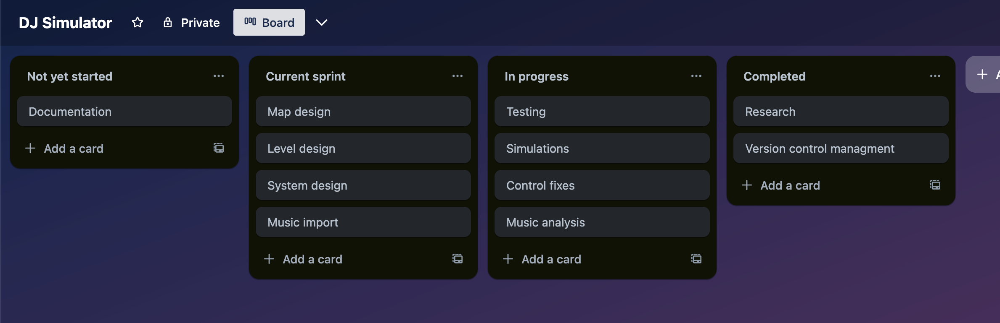 DJ Simulator Private Board
Not yet started
Documentation
Add a card
Current sprint
Map design
Level design
System design
Music import
Add a card
In progress
Testing
Simulations
Control fixes
Music analysis
Add a card
Completed
Research
Version control managment
Add a card